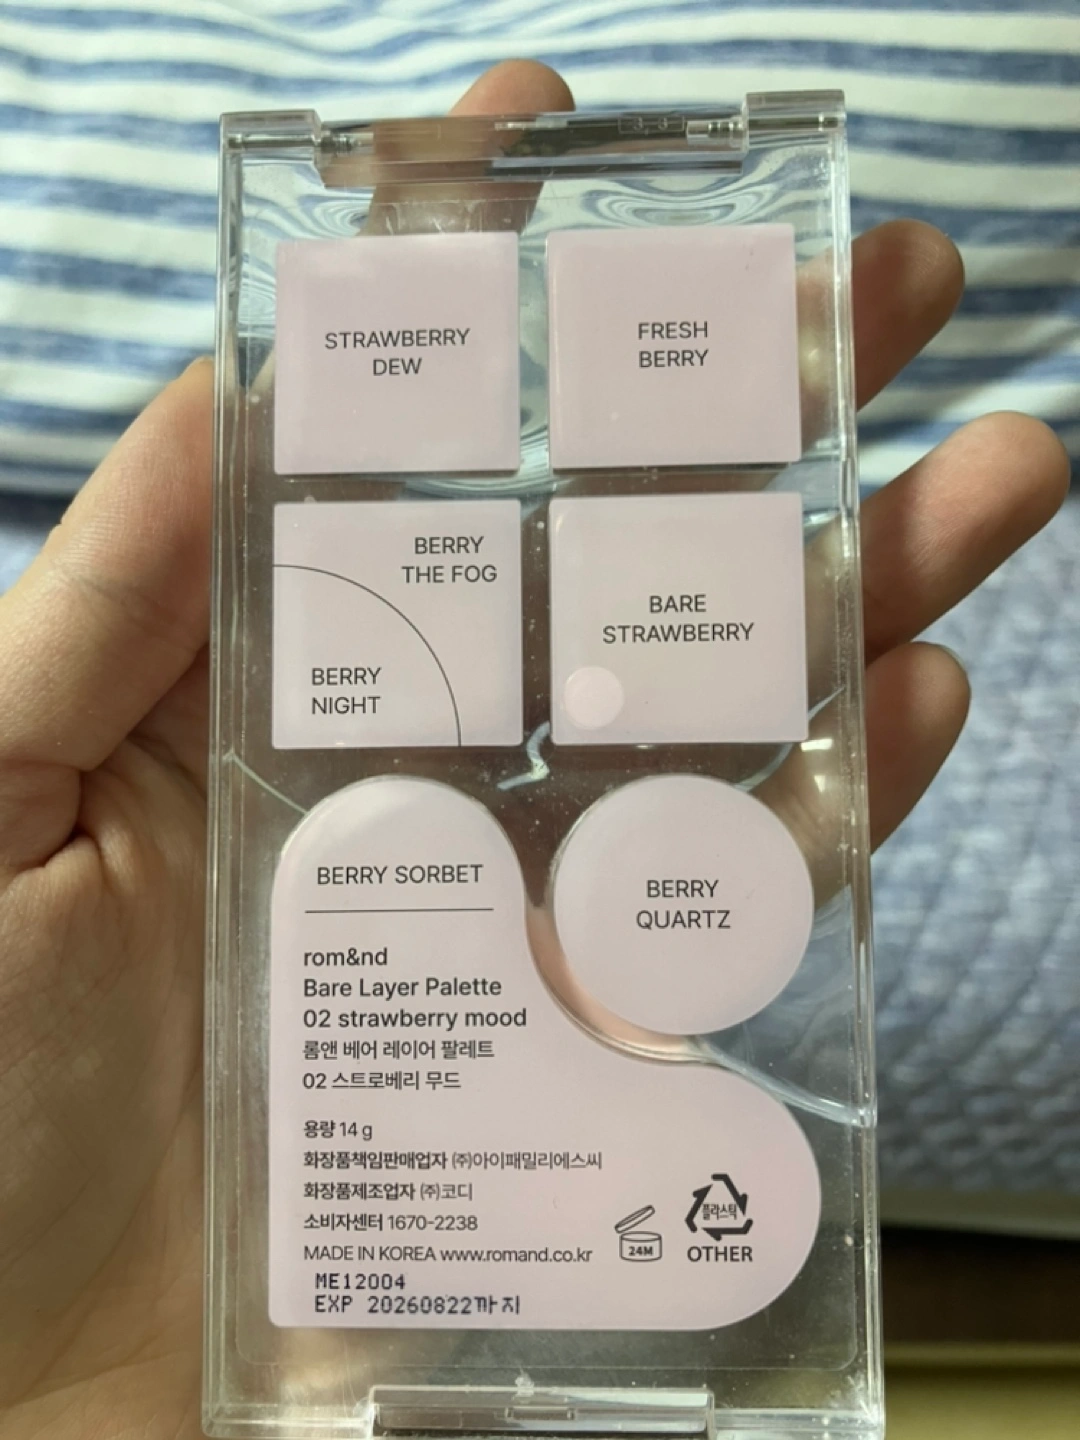 STRAWBERRY
DEW
FRESH
BERRY
BERRY
THE FOG
BERRY
NIGHT
BARE
STRAWBERRY
BERRY SORBET
BERRY
QUARTZ
rom&nd
Bare Layer Palette
02 strawberry mood
롬앤 베어 레이어 팔레트
02 스트로베리 무드
용량 14 g
화장품책임판매업자 ㈜아이패밀리에스씨
화장품제조업자 ㈜코디
소비자센터 1670-2238
MADE IN KOREA www.romand.co.kr
ME12004
EXP 20260822까지
24M
플라스틱
OTHER